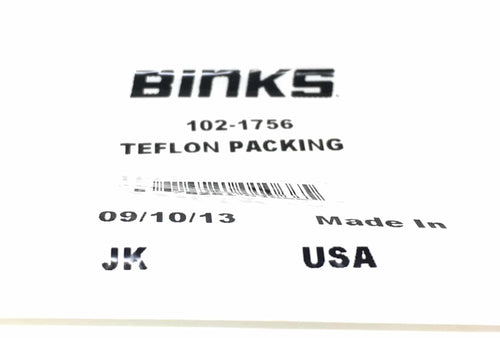 BINKS
102-1756
TEFLON PACKING
09/10/13 Made In
JK USA